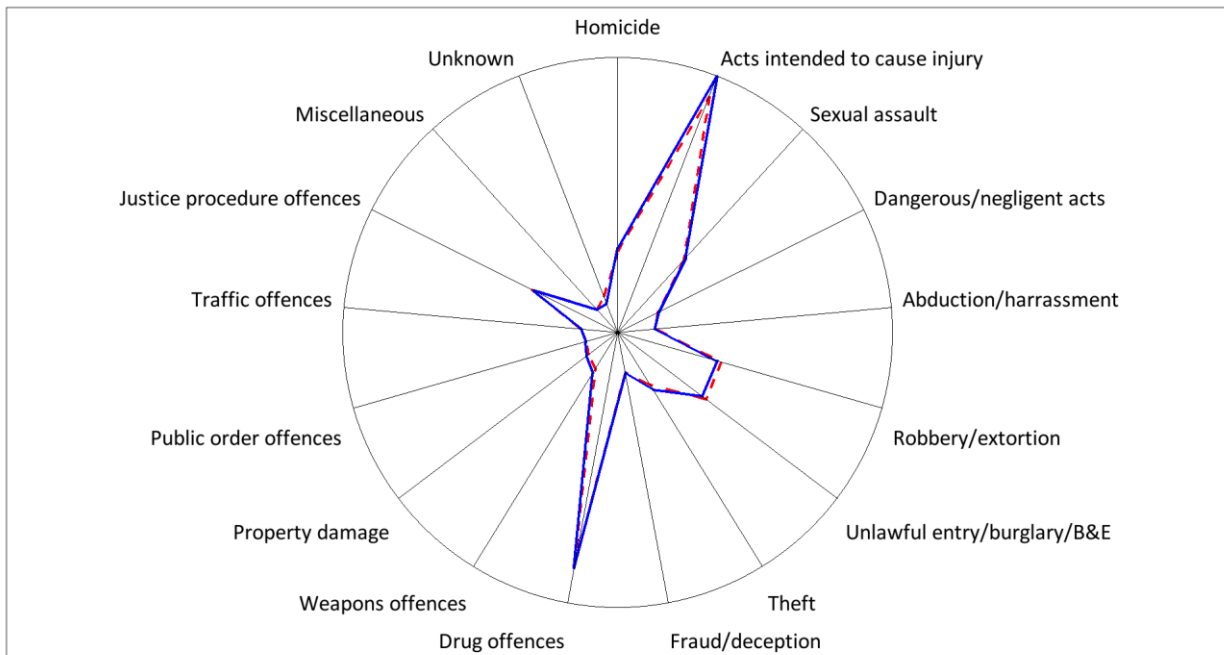 Homicide
Unknown
Acts intended to cause injury
Miscellaneous
Sexual assault
Justice procedure offences
Dangerous/negligent acts
Traffic offences
Abduction/harrassment
Public order offences
Robbery/extortion
Property damage
Unlawful entry/burglary/B&E
Weapons offences
Theft
Drug offences
Fraud/deception